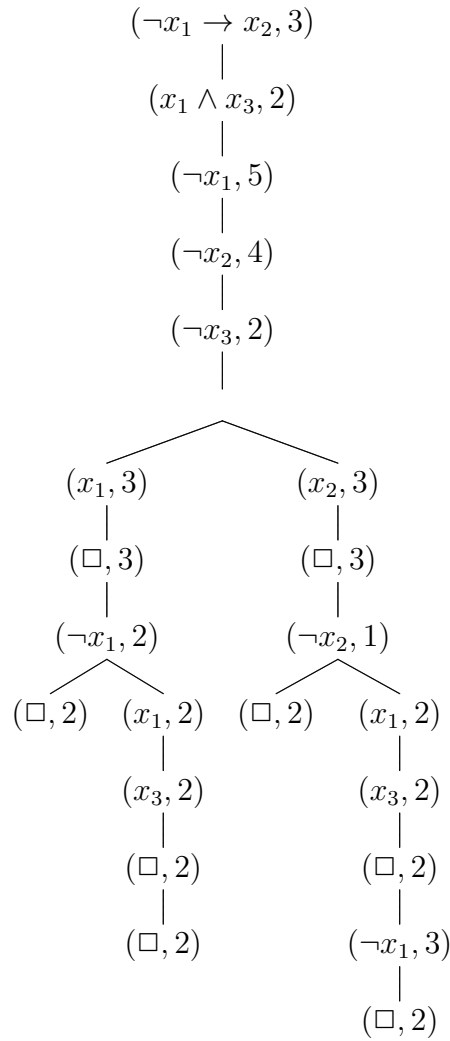 (¬x₁ → x₂, 3)
(x₁ ∧ x₃, 2)
(¬x₁, 5)
(¬x₂, 4)
(¬x₃, 2)
(x₁, 3) (x₂, 3)
(□, 3) (□, 3)
(¬x₁, 2) (¬x₂, 1)
(□, 2) (x₁, 2) (□, 2) (x₁, 2)
(x₃, 2) (x₃, 2)
(□, 2) (□, 2)
(□, 2) (¬x₁, 3)
(□, 2)